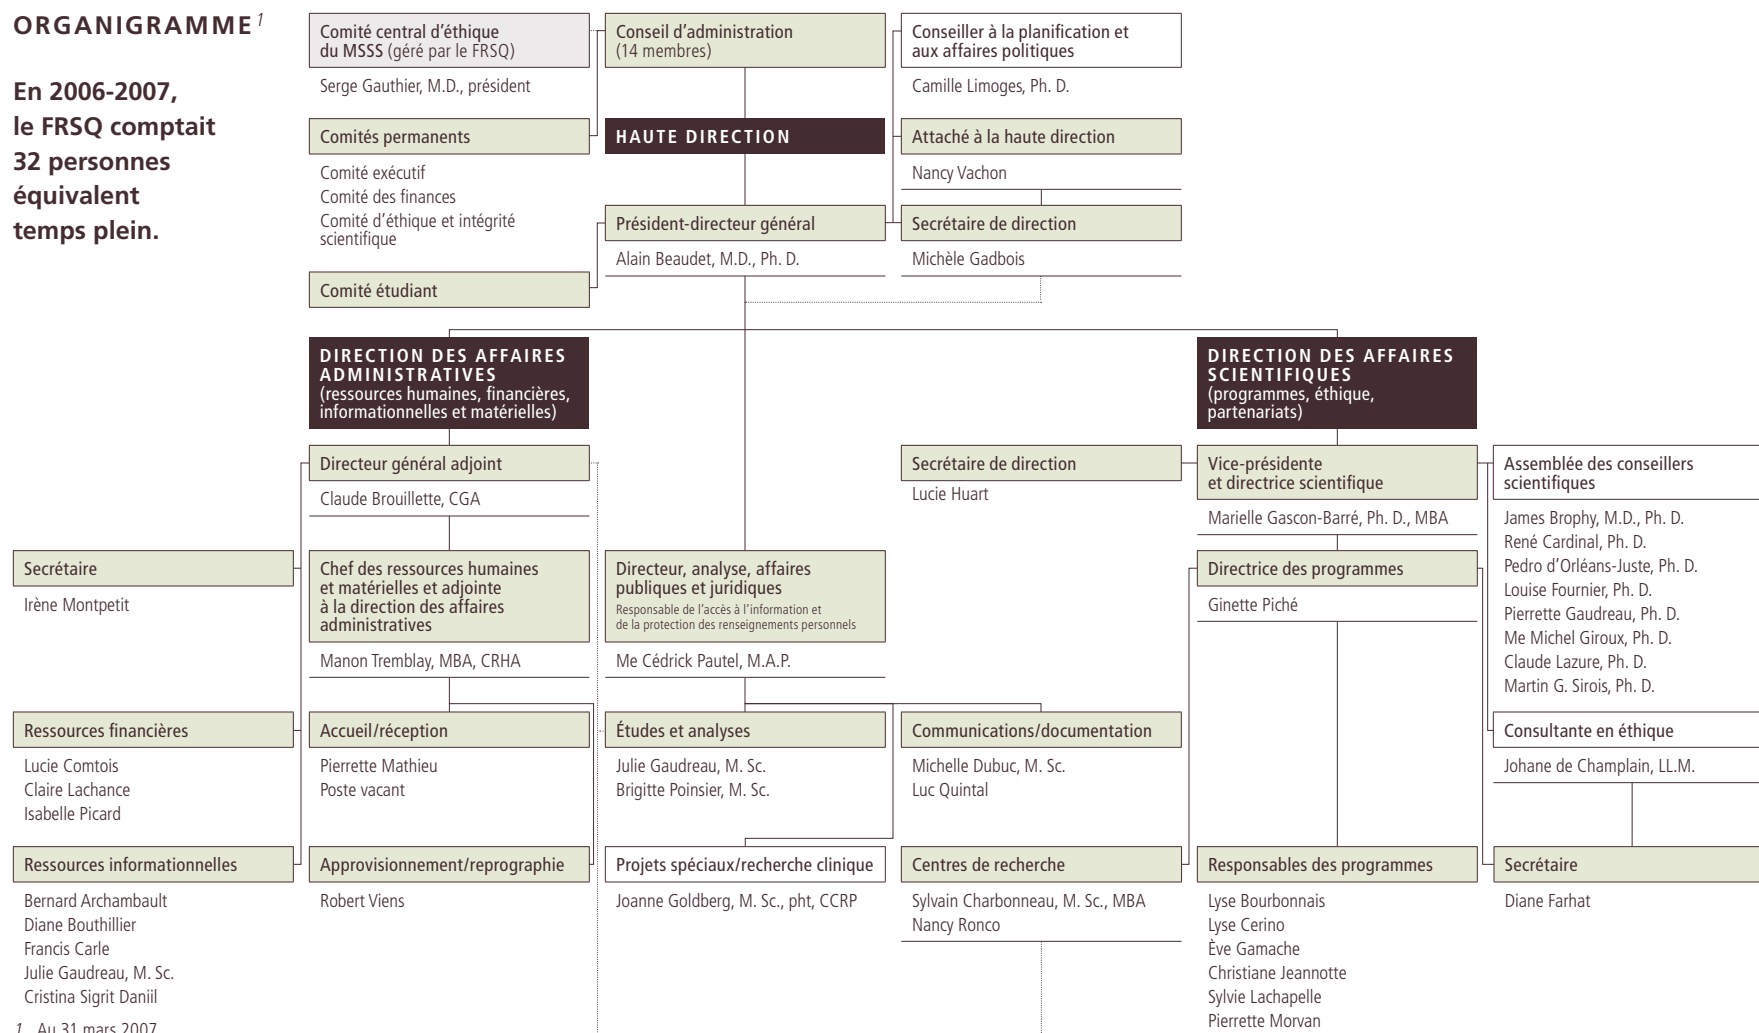 ORGANIGRAMME 1
En 2006-2007,
le FRSQ comptait
32 personnes
équivalent
temps plein.
Comité central d'éthique
du MSSS (géré par le FRSQ)
Serge Gauthier, M.D., président
Conseil d'administration
(14 membres)
Conseiller à la planification et
aux affaires politiques
Camille Limoges, Ph. D.
Comités permanents
Comité exécutif
Comité des finances
Comité d'éthique et intégrité
scientifique
HAUTE DIRECTION
Attaché à la haute direction
Nancy Vachon
Président-directeur général
Alain Beaudet, M.D., Ph. D.
Secrétaire de direction
Michèle Gadbois
Comité étudiant
DIRECTION DES AFFAIRES
ADMINISTRATIVES
(ressources humaines, financières,
informationnelles et matérielles)
DIRECTION DES AFFAIRES
SCIENTIFIQUES
(programmes, éthique,
partenariats)
Directeur général adjoint
Claude Brouillette, CGA
Secrétaire de direction
Lucie Huart
Vice-présidente
et directrice scientifique
Marielle Gascon-Barré, Ph. D., MBA
Assemblée des conseillers
scientifiques
James Brophy, M.D., Ph. D.
René Cardinal, Ph. D.
Pedro d'Orléans-Juste, Ph. D.
Louise Fournier, Ph. D.
Pierrette Gaudreau, Ph. D.
Me Michel Giroux, Ph. D.
Claude Lazure, Ph. D.
Martin G. Sirois, Ph. D.
Secrétaire
Irène Montpetit
Chef des ressources humaines
et matérielles et adjointe
à la direction des affaires
administratives
Manon Tremblay, MBA, CRHA
Directeur, analyse, affaires
publiques et juridiques
Responsable de l'accès à l'information et
de la protection des renseignements personnels
Me Cédrick Pautel, M.A.P.
Directrice des programmes
Ginette Piché
Ressources financières
Lucie Comtois
Claire Lachance
Isabelle Picard
Accueil/réception
Pierrette Mathieu
Poste vacant
Études et analyses
Julie Gaudreau, M. Sc.
Brigitte Poinsier, M. Sc.
Communications/documentation
Michelle Dubuc, M. Sc.
Luc Quintal
Consultante en éthique
Johane de Champlain, LL.M.
Ressources informationnelles
Bernard Archambault
Diane Bouthillier
Francis Carle
Julie Gaudreau, M. Sc.
Cristina Sigrit Daniil
Approvisionnement/reprographie
Robert Viens
Projets spéciaux/recherche clinique
Joanne Goldberg, M. Sc., pht, CCRP
Centres de recherche
Sylvain Charbonneau, M. Sc., MBA
Nancy Ronco
Responsables des programmes
Lyse Bourbonnais
Lyse Cerino
Ève Gamache
Christiane Jeannotte
Sylvie Lachapelle
Pierrette Morvan
Secrétaire
Diane Farhat
1 Au 31 mars 2007